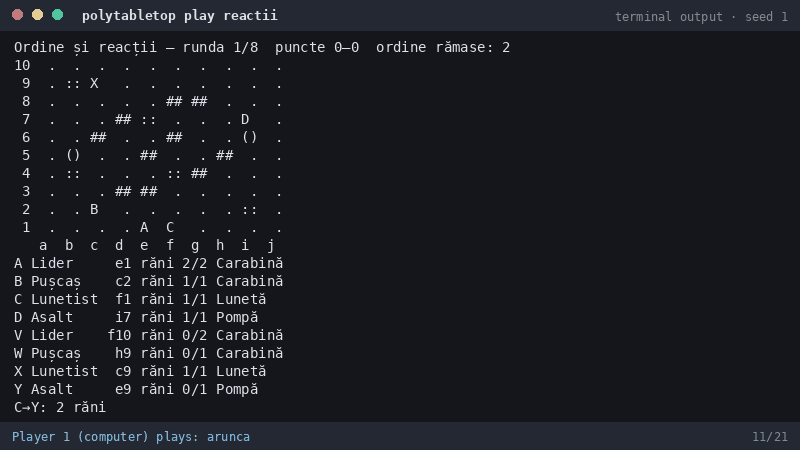 polytabletop play reactii
terminal output · seed 1
Ordine și reacții — runda 1/8  puncte 0–0  ordine rămase: 2
10  .  .  .  .  .  .  .  .  .  .
 9  . :: X   .  .  .  .  .  .  .
 8  .  .  .  .  . ## ##  .  .  .
 7  .  .  . ## ::  .  .  . D   .
 6  .  . ##  .  . ##  .  . ()  .
 5  . ()  .  . ##  .  . ##  .  .
 4  . ::  .  .  . :: ##  .  .  .
 3  .  .  . ## ##  .  .  .  .  .
 2  .  . B   .  .  .  .  . ::  .
 1  .  .  .  . A  C   .  .  .  .
   a  b  c  d  e  f  g  h  i  j
A Lider     e1 răni 2/2 Carabină
B Pușcaș    c2 răni 1/1 Carabină
C Lunetist  f1 răni 1/1 Lunetă
D Asalt     i7 răni 1/1 Pompă
V Lider    f10 răni 0/2 Carabină
W Pușcaș    h9 răni 0/1 Carabină
X Lunetist  c9 răni 1/1 Lunetă
Y Asalt     e9 răni 0/1 Pompă
C→Y: 2 răni
Player 1 (computer) plays: arunca
11/21